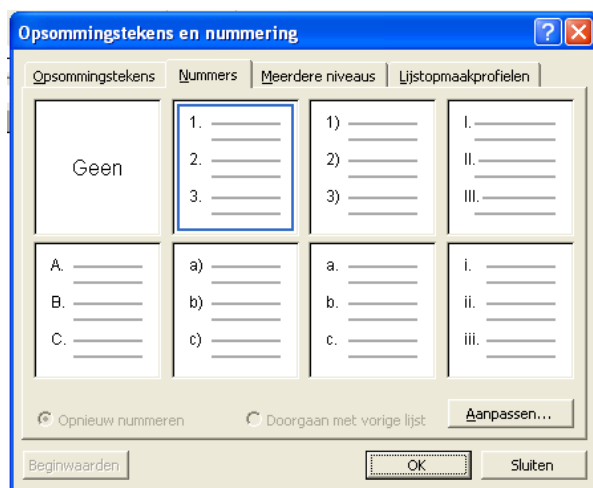 Opsommingstekens en nummering
Opsommingstekens Nummers Meerdere niveaus Lijstopmaakprofielen
Geen
1.
2.
3.
1)
2)
3)
I.
II.
III.
A.
B.
C.
a)
b)
c)
a.
b.
c.
i.
ii.
iii.
Opnieuw nummeren Doorgaan met vorige lijst Aanpassen...
Beginwaarden OK Sluiten